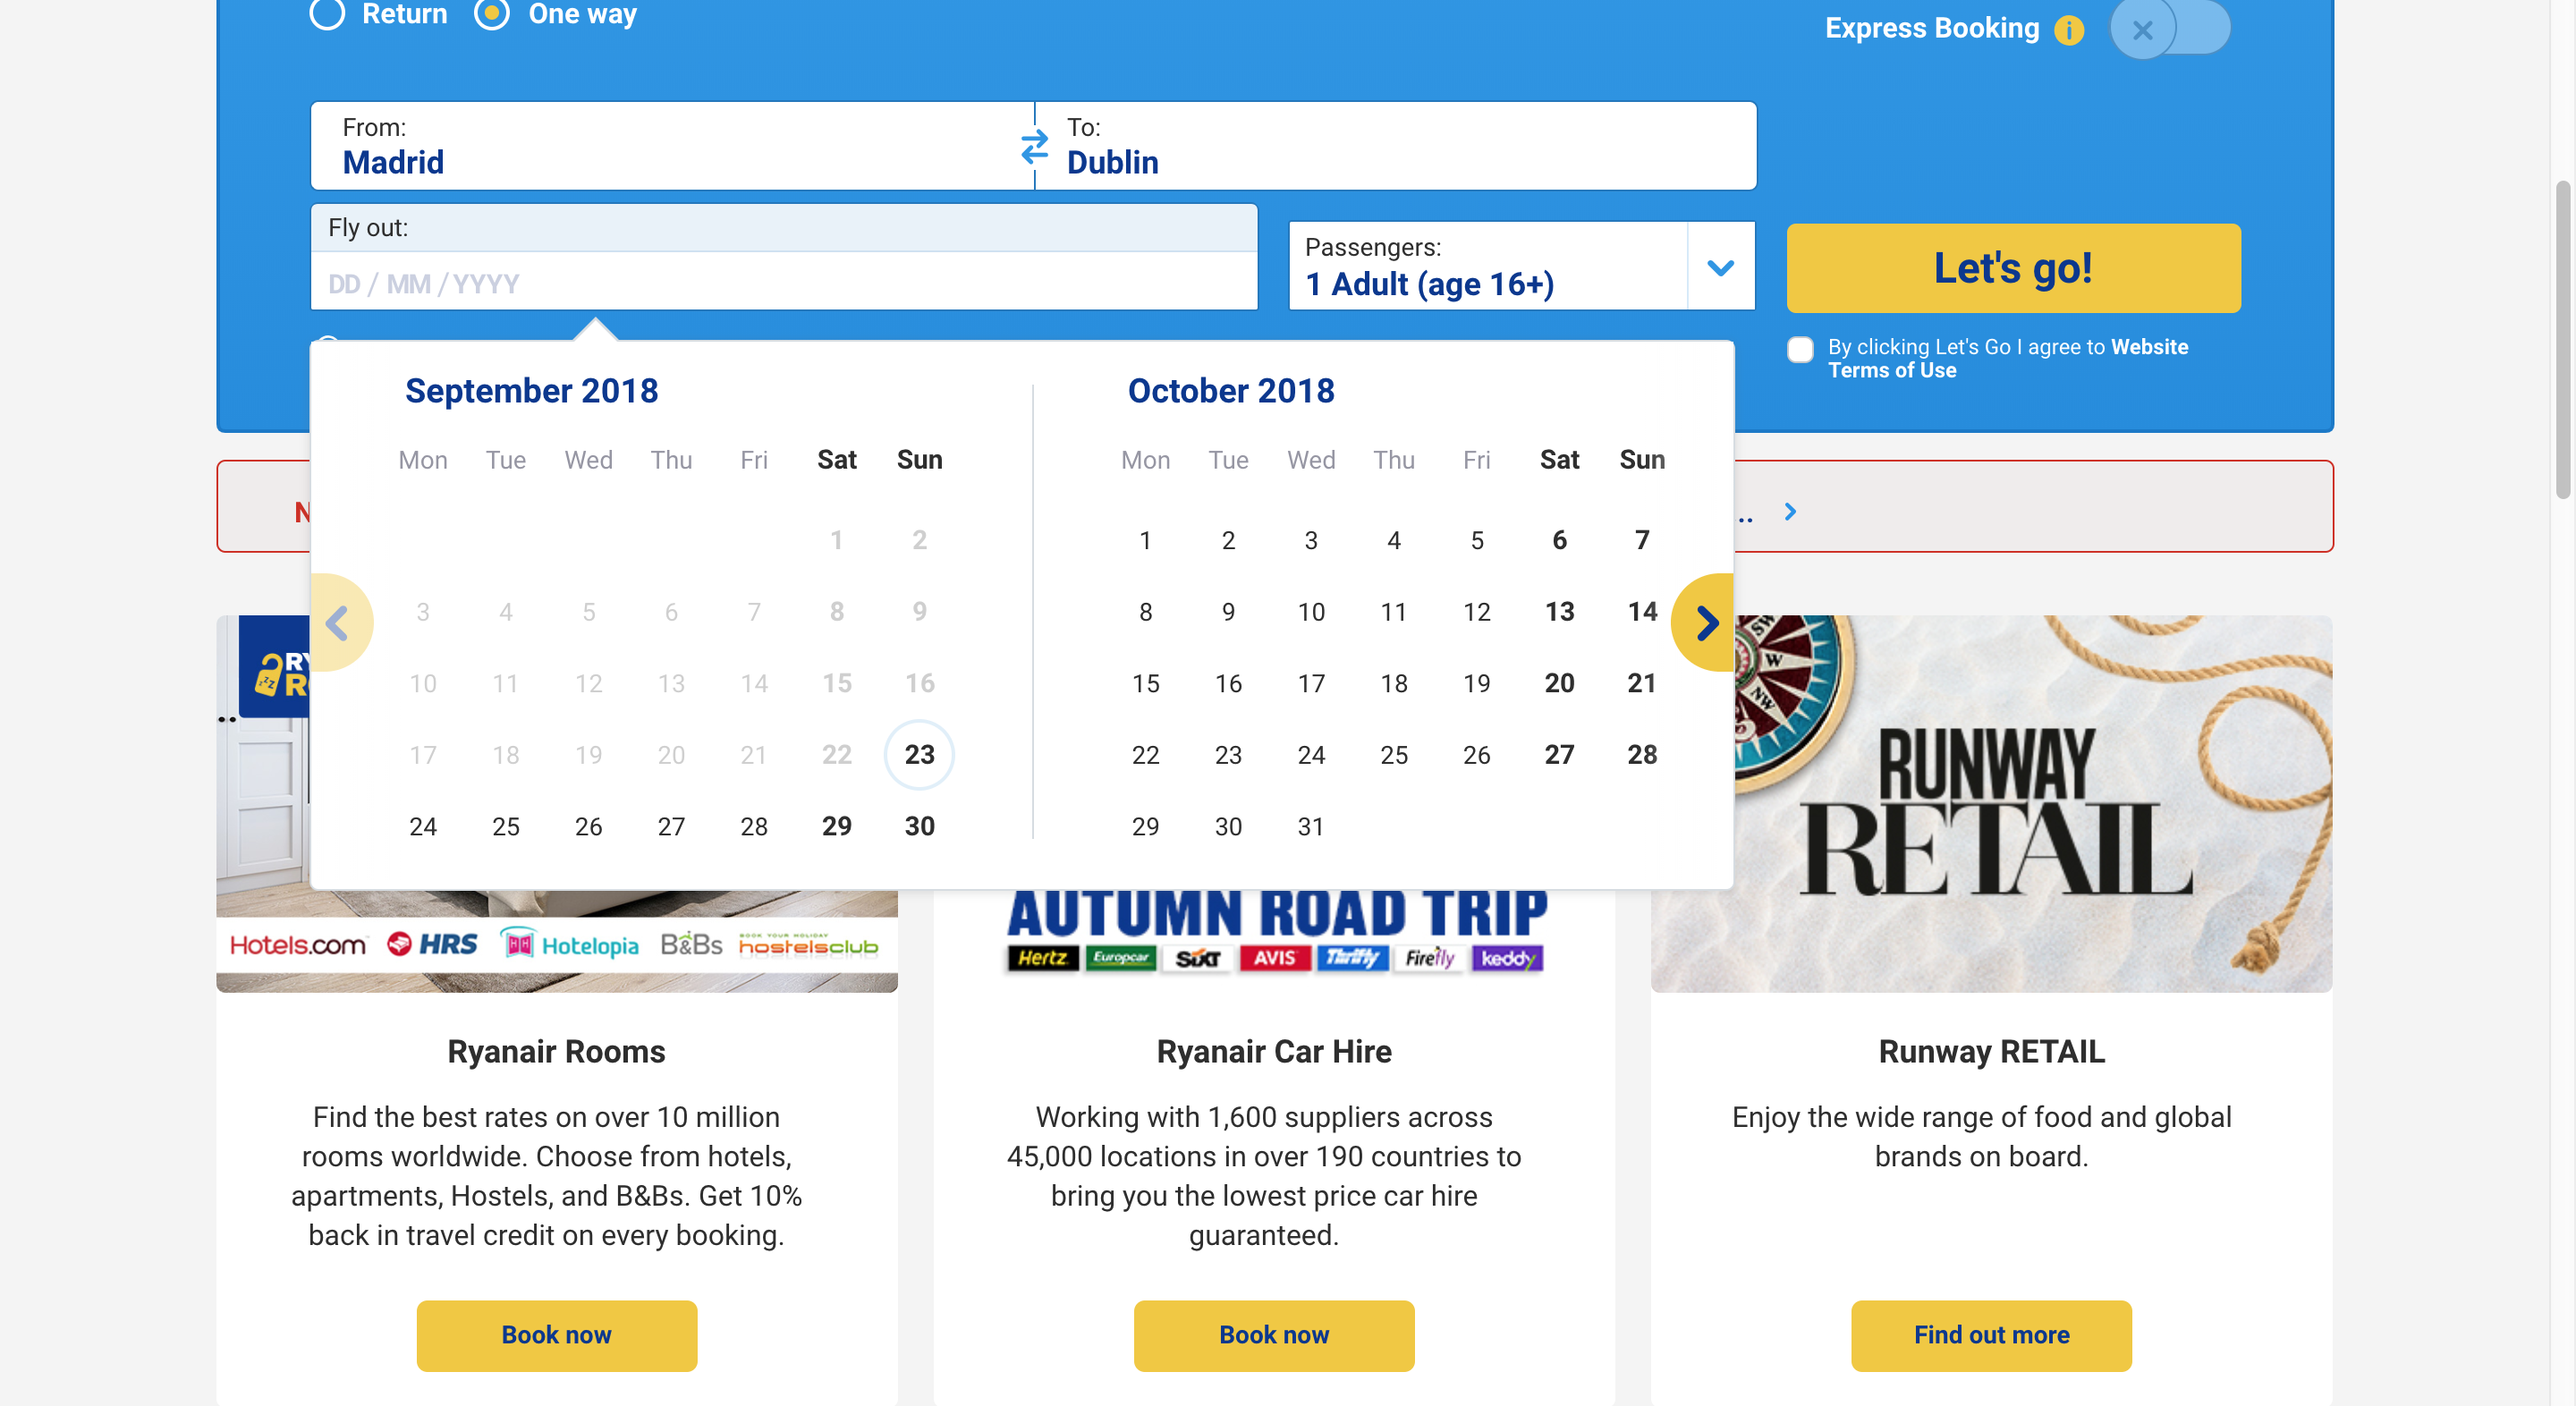 Return One way
Express Booking i
From:
Madrid
To:
Dublin
Fly out:
DD / MM / YYYY
Passengers:
1 Adult (age 16+)
Let's go!
By clicking Let's Go I agree to Website
Terms of Use
September 2018
Mon Tue Wed Thu Fri Sat Sun
1 2
3 4 5 6 7 8 9
10 11 12 13 14 15 16
17 18 19 20 21 22 23
24 25 26 27 28 29 30
October 2018
Mon Tue Wed Thu Fri Sat Sun
1 2 3 4 5 6 7
8 9 10 11 12 13 14
15 16 17 18 19 20 21
22 23 24 25 26 27 28
29 30 31
N
..
..
SW
W
NW
RUNWAY
RETAIL
Hotels.com HRS Hotelopia B&Bs BOOK YOUR HOLIDAY hostelsclub
AUTUMN ROAD TRIP
Hertz Europcar SiXT AVIS Thrifty Firefly keddy
Ryanair Rooms
Find the best rates on over 10 million
rooms worldwide. Choose from hotels,
apartments, Hostels, and B&Bs. Get 10%
back in travel credit on every booking.
Book now
Ryanair Car Hire
Working with 1,600 suppliers across
45,000 locations in over 190 countries to
bring you the lowest price car hire
guaranteed.
Book now
Runway RETAIL
Enjoy the wide range of food and global
brands on board.
Find out more